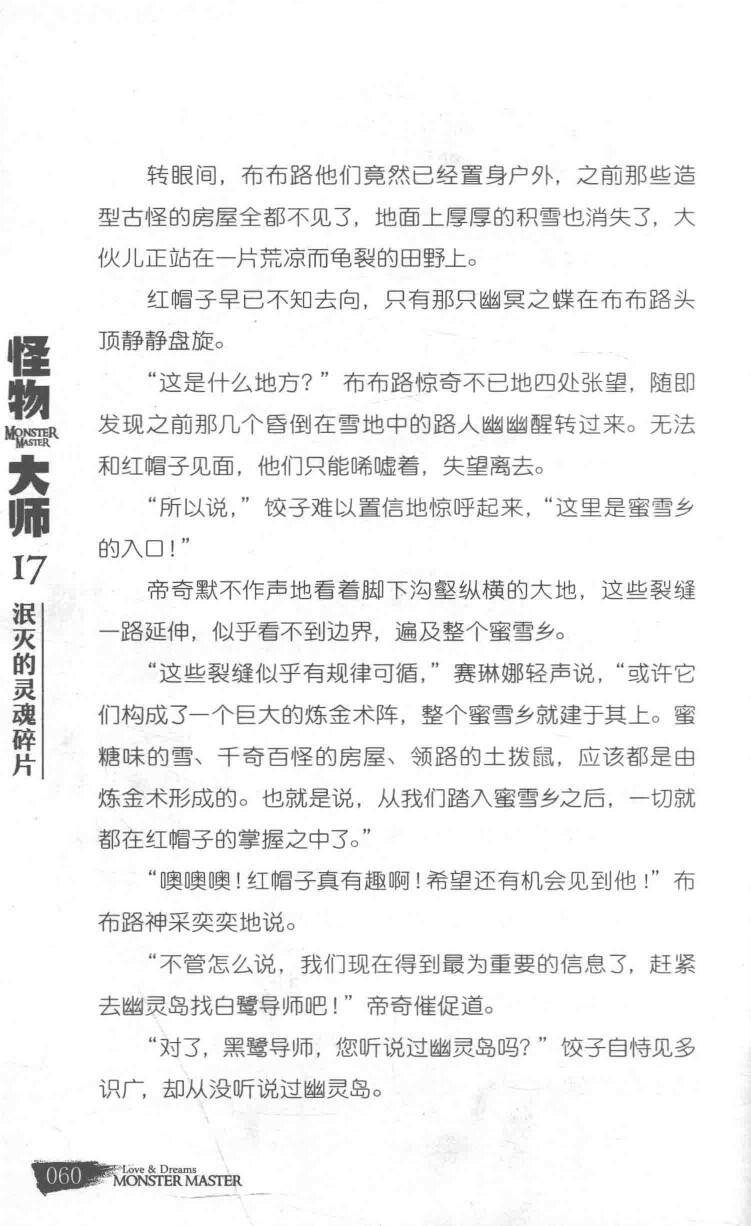 转眼间，布布路他们竟然已经置身户外，之前那些造
型古怪的房屋全都不见了，地面上厚厚的积雪也消失了，大
伙儿正站在一片荒凉而龟裂的田野上。
红帽子早已不知去向，只有那只幽冥之蝶在布布路头
顶静静盘旋。
“这是什么地方？”布布路惊奇不已地四处张望，随即
发现之前那几个昏倒在雪地中的路人幽幽醒转过来。无法
和红帽子见面，他们只能唏嘘着，失望离去。
“所以说，”饺子难以置信地惊呼起来，“这里是蜜雪乡
的入口！”
帝奇默不作声地看着脚下沟壑纵横的大地，这些裂缝
一路延伸，似乎看不到边界，遍及整个蜜雪乡。
“这些裂缝似乎有规律可循，”赛琳娜轻声说，“或许它
们构成了一个巨大的炼金术阵，整个蜜雪乡就建于其上。蜜
糖味的雪、千奇百怪的房屋、领路的土拨鼠，应该都是由
炼金术形成的。也就是说，从我们踏入蜜雪乡之后，一切就
都在红帽子的掌握之中了。”
“噢噢噢！红帽子真有趣啊！希望还有机会见到他！”布
布路神采奕奕地说。
“不管怎么说，我们现在得到最为重要的信息了，赶紧
去幽灵岛找白鹭导师吧！”帝奇催促道。
“对了，黑鹭导师，您听说过幽灵岛吗？”饺子自恃见多
识广，却从没听说过幽灵岛。
怪物
MONSTER
MASTER
大师
17
泯灭的灵魂碎片
060
Love & Dreams
MONSTER MASTER